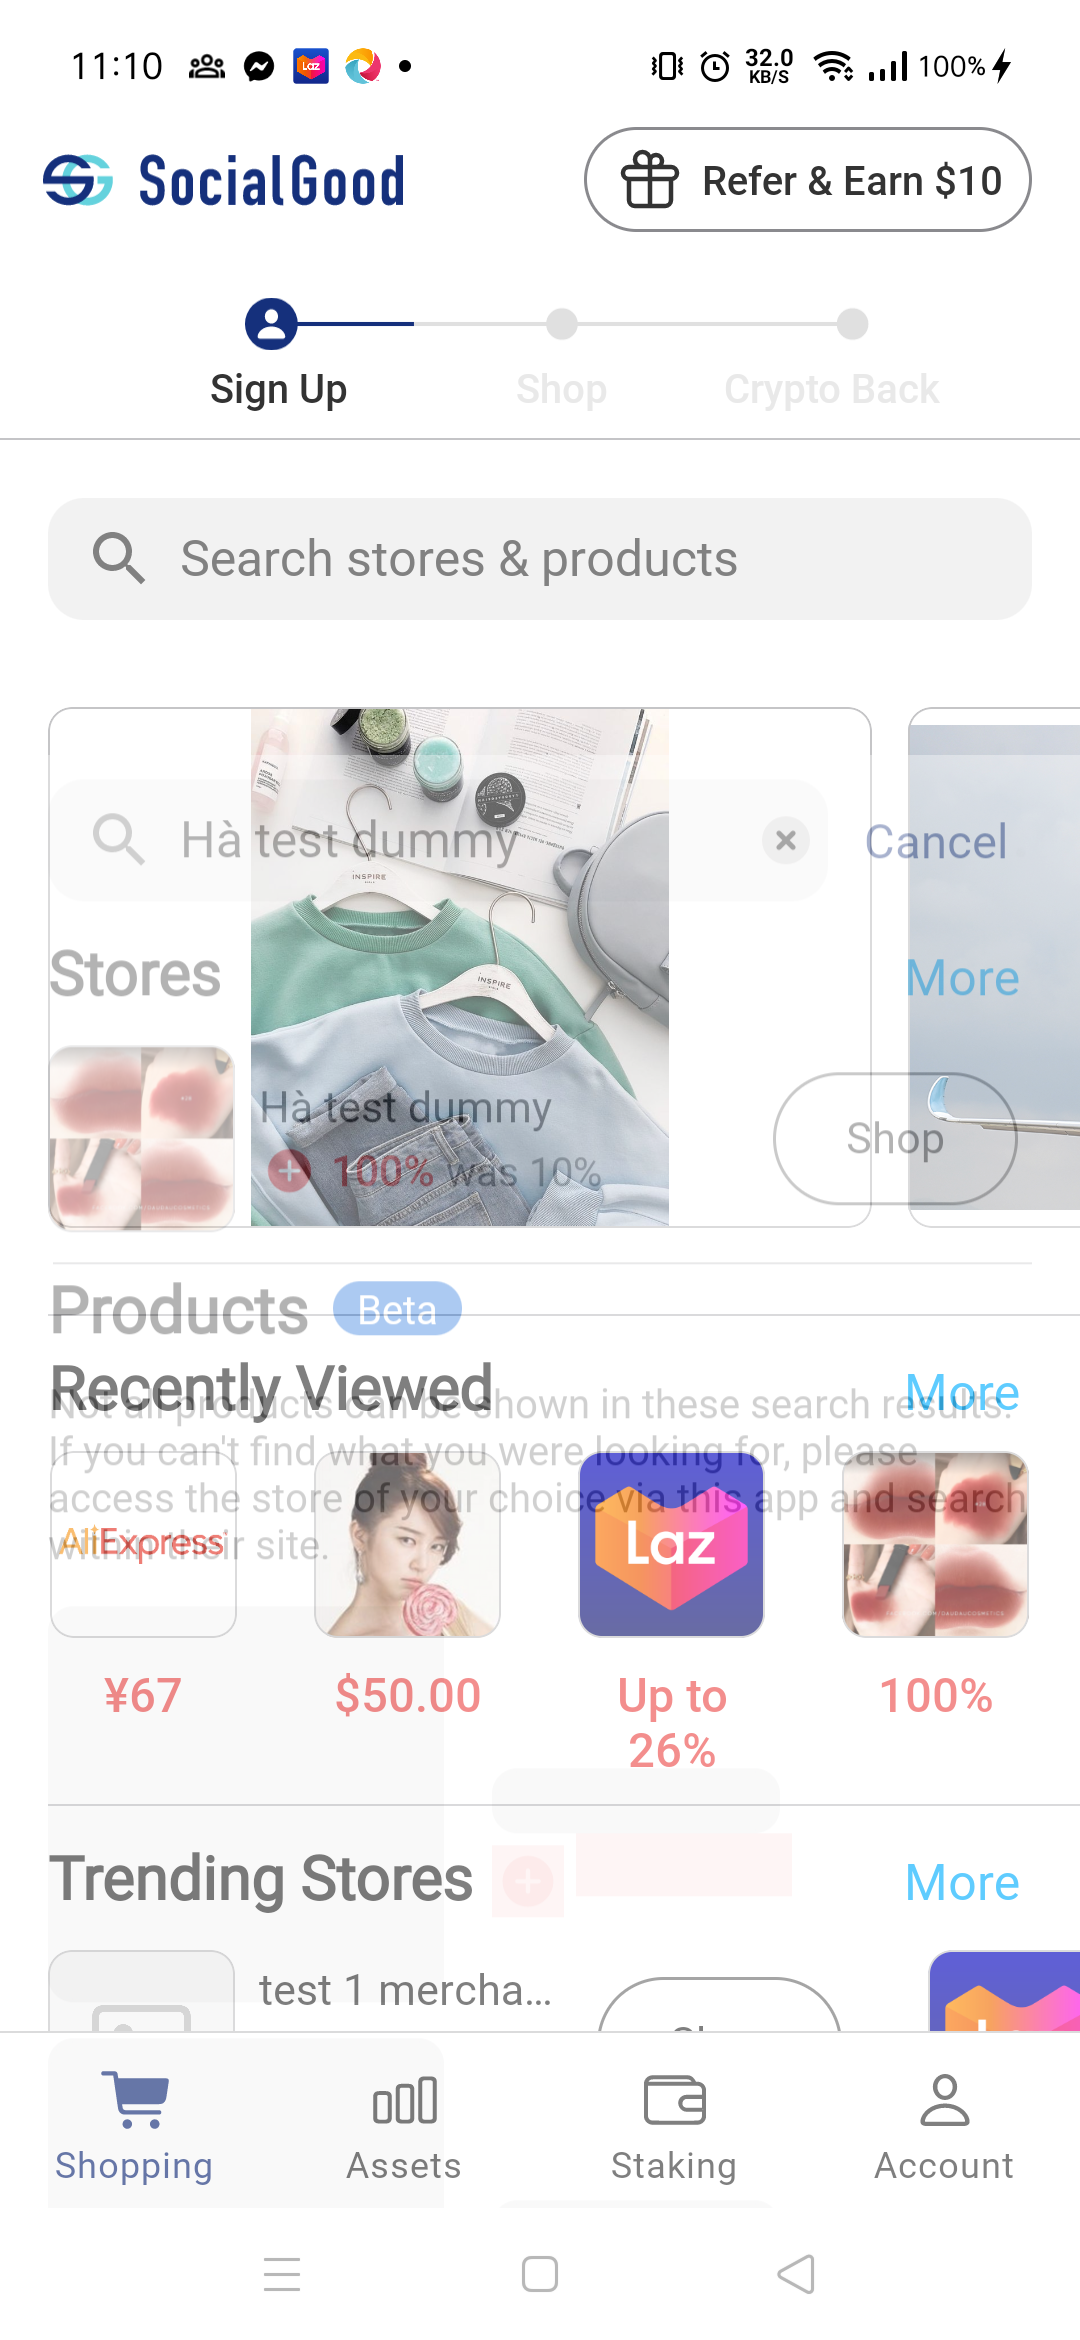 11:10
32.0
KB/S
100%
SocialGood
Refer & Earn $10
Sign Up
Shop
Crypto Back
Search stores & products
Hà test dummy
Cancel
INSPIRE
INSPIRE
Stores
More
Hà test dummy
100% was 10%
Shop
Products
Beta
Recently Viewed
More
Not all products can be shown in these search results.
If you can't find what you were looking for, please
access the store of your choice via this app and search
within their site.
AliExpress
Laz
¥67
$50.00
Up to
26%
100%
Trending Stores
More
test 1 mercha...
Shopping
Assets
Staking
Account